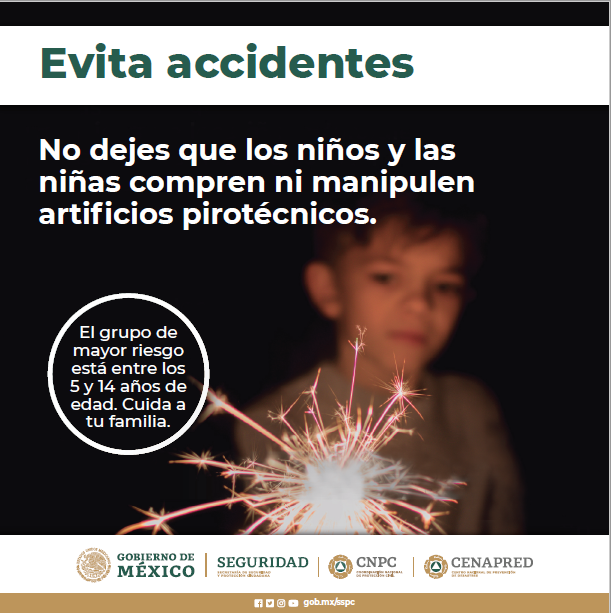 Evita accidentes
No dejes que los niños y las
niñas compren ni manipulen
artificios pirotécnicos.
El grupo de
mayor riesgo
está entre los
5 y 14 años de
edad. Cuida a
tu familia.
GOBIERNO DE
MÉXICO
SEGURIDAD
SECRETARÍA DE SEGURIDAD
Y PROTECCIÓN CIUDADANA
CNPC
COORDINACIÓN NACIONAL
DE PROTECCIÓN CIVIL
CENAPRED
CENTRO NACIONAL DE PREVENCIÓN
DE DESASTRES
gob.mx/sspc